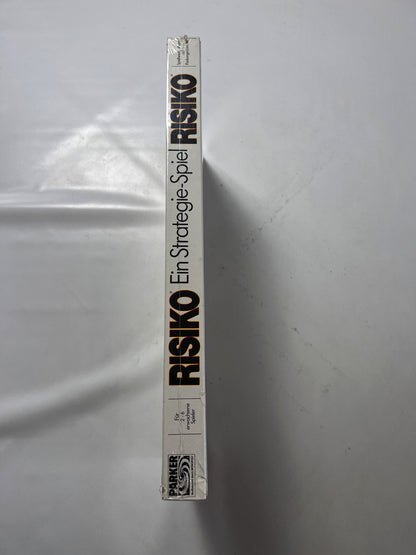 PARKER
Für
2 - 6
erwachsene
Spieler
RISIKO Ein Strategie-Spiel RISIKO